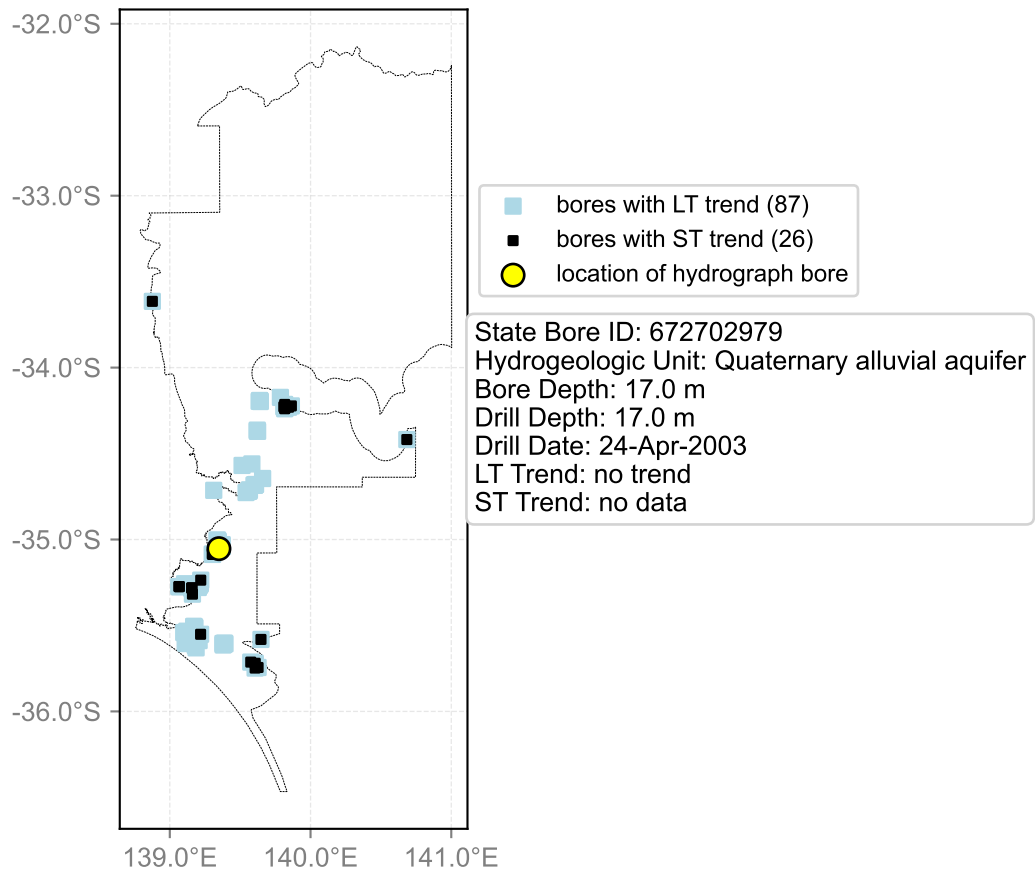 -32.0°S
-33.0°S
-34.0°S
-35.0°S
-36.0°S
139.0°E
140.0°E
141.0°E
bores with LT trend (87)
bores with ST trend (26)
location of hydrograph bore
State Bore ID: 672702979
Hydrogeologic Unit: Quaternary alluvial aquifer
Bore Depth: 17.0 m
Drill Depth: 17.0 m
Drill Date: 24-Apr-2003
LT Trend: no trend
ST Trend: no data